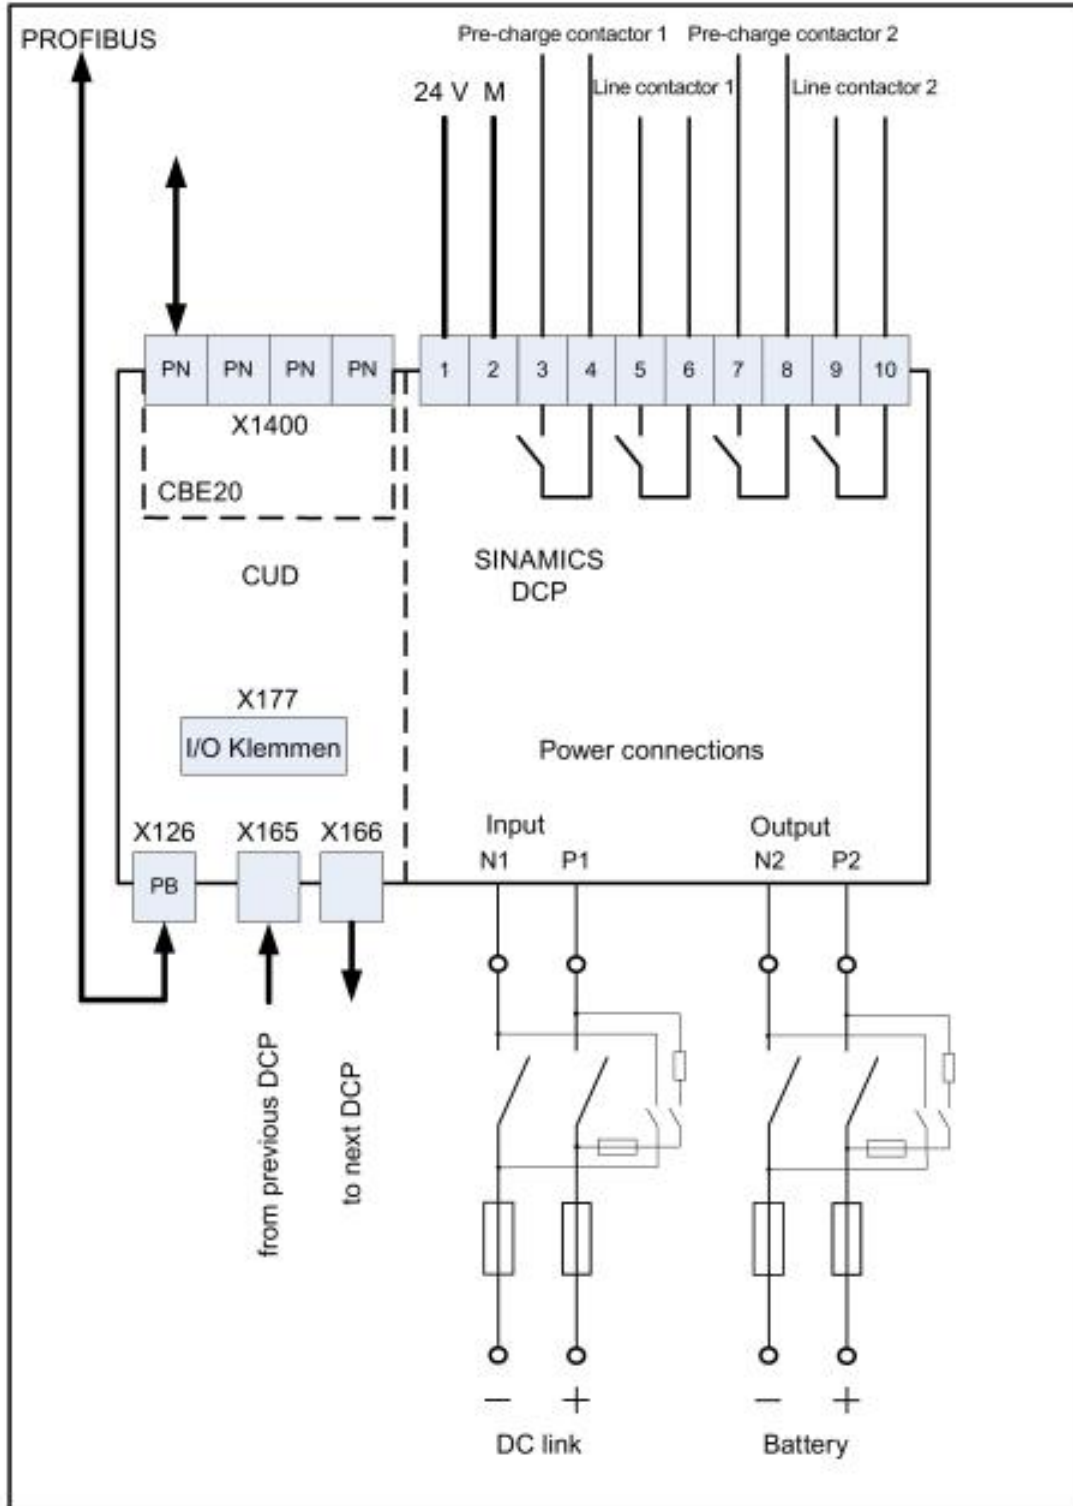 PROFIBUS
Pre-charge contactor 1 Pre-charge contactor 2
24 V M Line contactor 1 Line contactor 2
PN PN PN PN 1 2 3 4 5 6 7 8 9 10
X1400
CBE20
CUD
SINAMICS
DCP
X177
I/O Klemmen
Power connections
X126 X165 X166
PB
Input
N1 P1
Output
N2 P2
from previous DCP
to next DCP
− + − +
DC link Battery